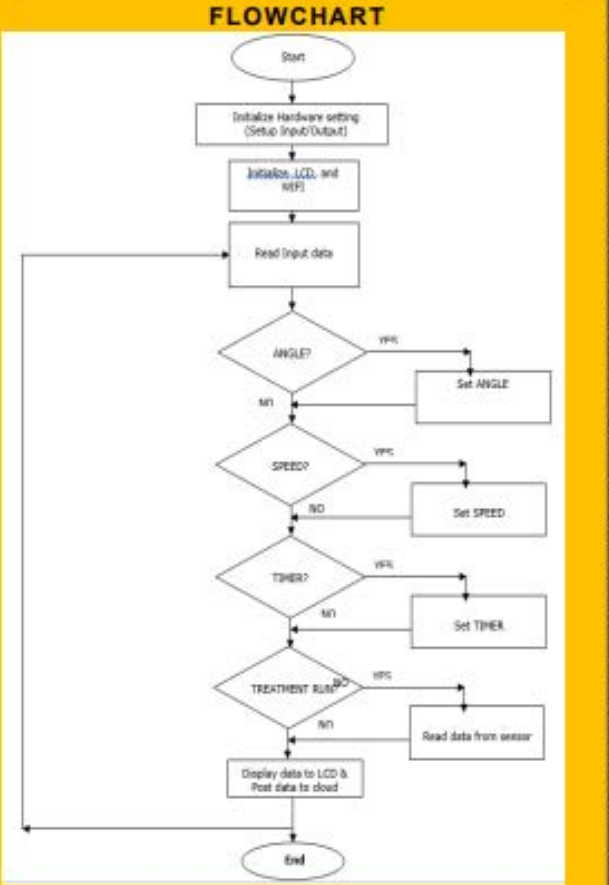 FLOWCHART
Start
Initialize Hardware setting
(Setup Input/Output)
Initialize LCD, and
WIFI
Read Input data
ANGLE?
YES
Set ANGLE
NO
SPEED?
YES
Set SPEED
NO
TIMER?
YES
Set TIMER
NO
TREATMENT RUN?
NO
YES
Read data from sensor
NO
Display data to LCD &
Post data to cloud
End